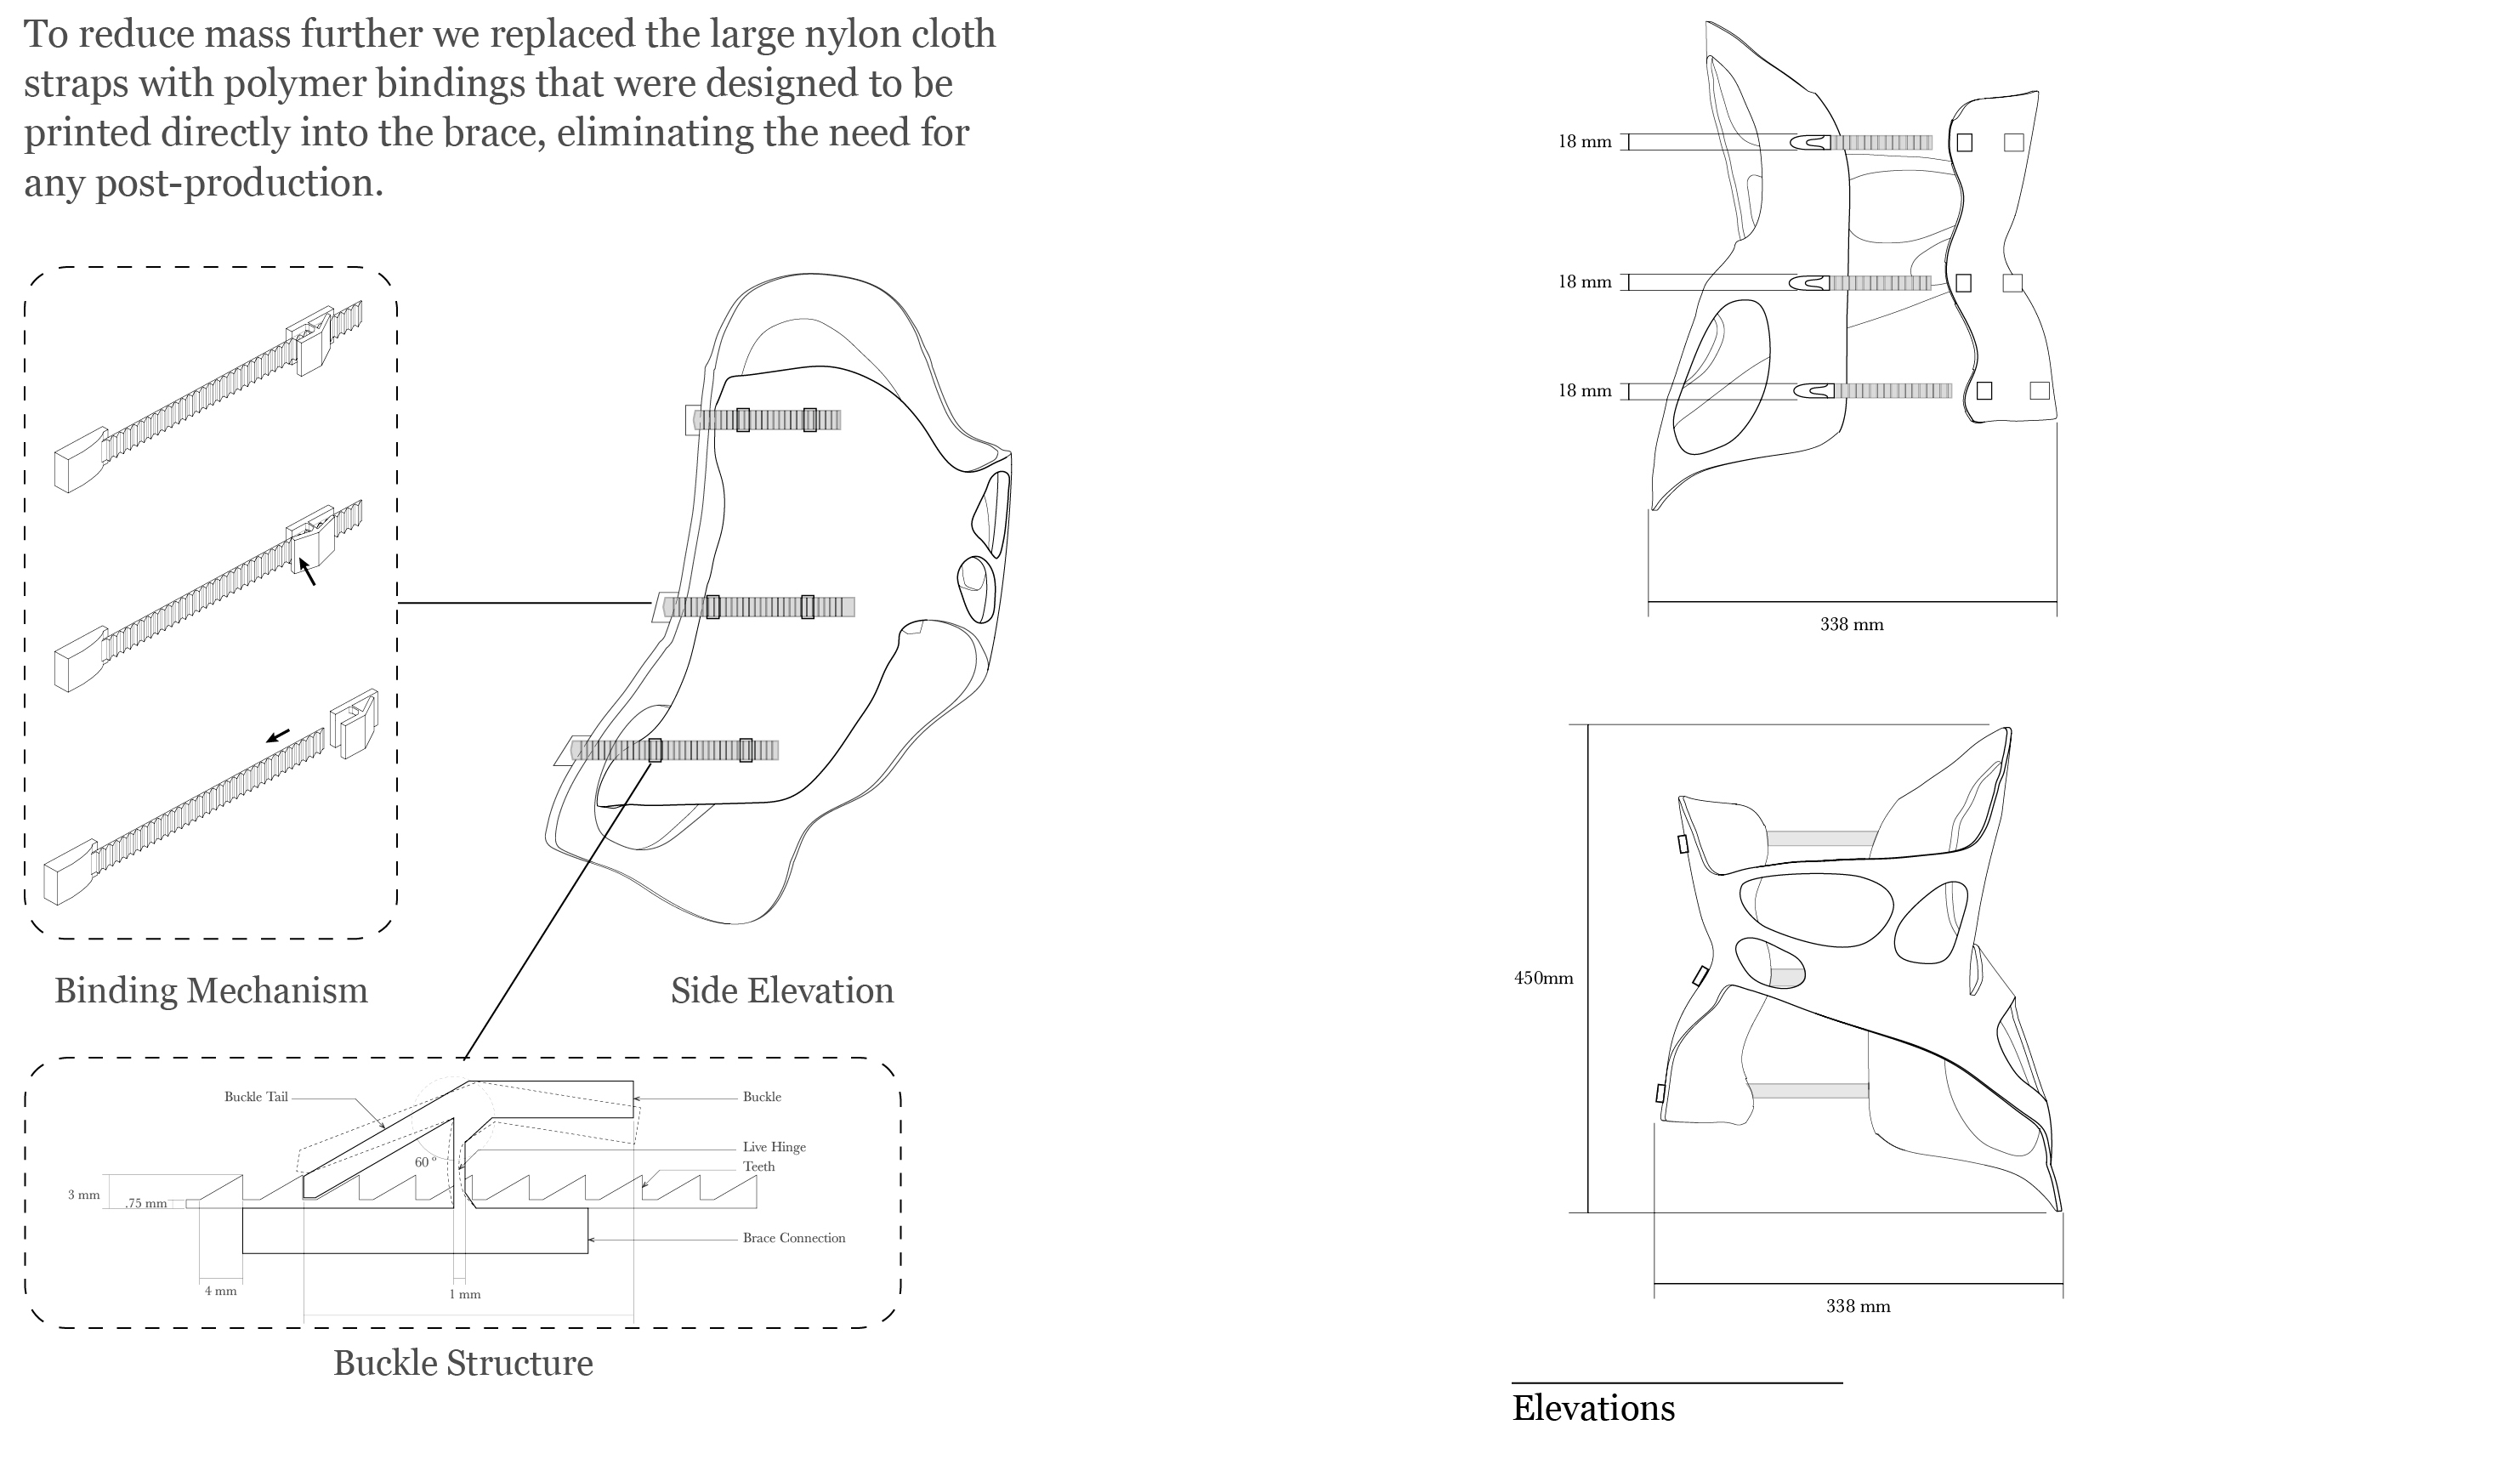 To reduce mass further we replaced the large nylon cloth
straps with polymer bindings that were designed to be
printed directly into the brace, eliminating the need for
any post-production.
Binding Mechanism
Side Elevation
Buckle Tail
Buckle
60 °
Live Hinge
Teeth
3 mm
.75 mm
Brace Connection
4 mm
1 mm
Buckle Structure
18 mm
18 mm
18 mm
338 mm
450mm
338 mm
Elevations